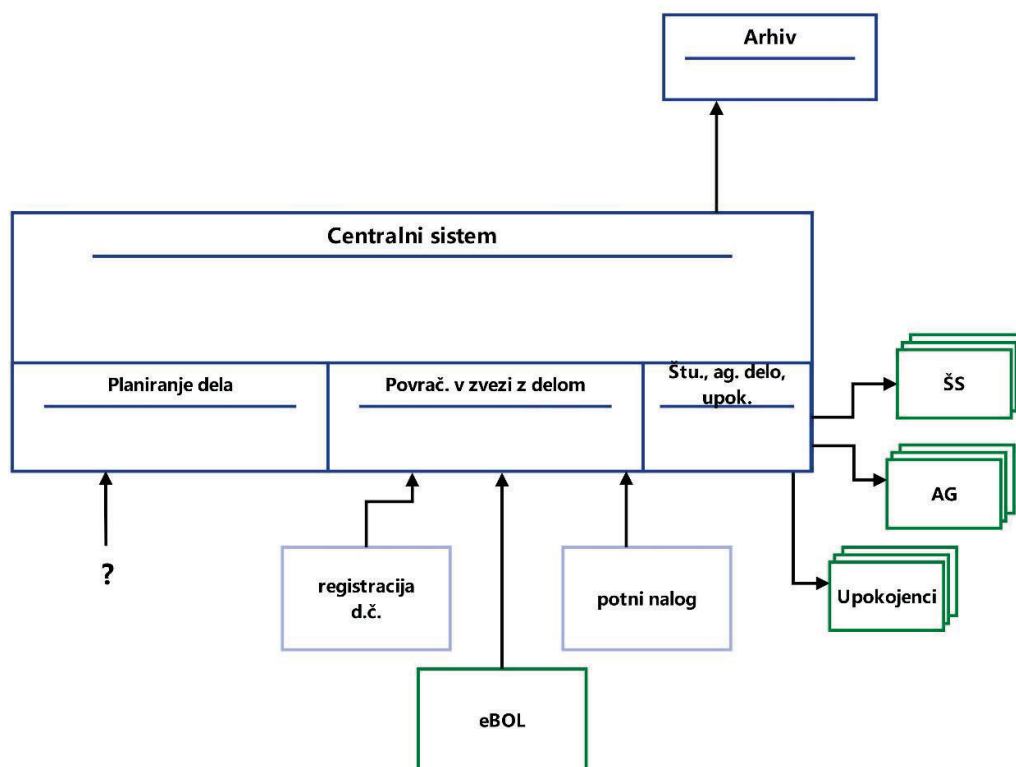 Arhiv
Centralni sistem
Planiranje dela
Povrač. v zvezi z delom
Štu., ag. delo,
upok.
ŠS
AG
Upokojenci
?
registracija
d.č.
potni nalog
eBOL